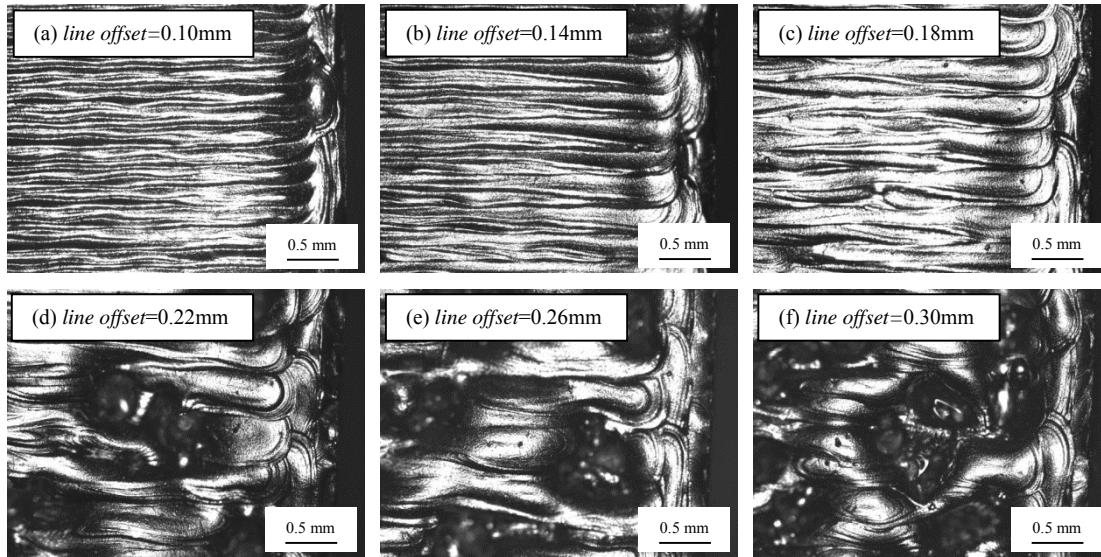 (a) line offset=0.10mm
0.5 mm
(b) line offset=0.14mm
0.5 mm
(c) line offset=0.18mm
0.5 mm
(d) line offset=0.22mm
0.5 mm
(e) line offset=0.26mm
0.5 mm
(f) line offset=0.30mm
0.5 mm